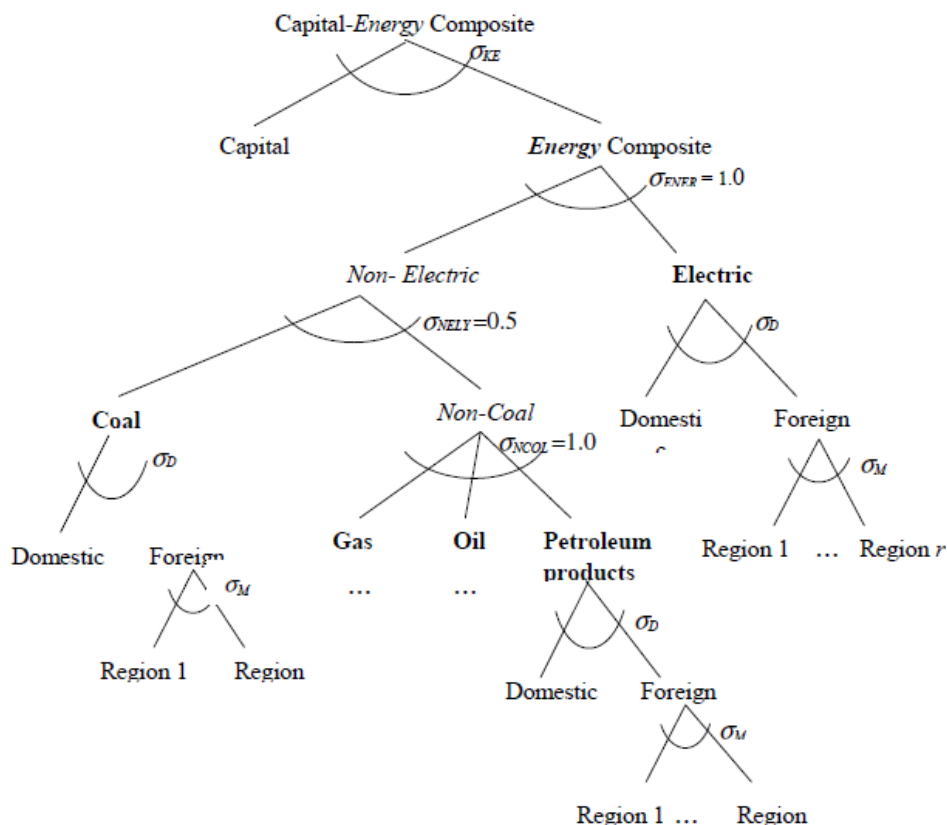 Capital-Energy Composite
σKE
Capital
Energy Composite
σENER = 1.0
Non- Electric
Electric
σNELY=0.5
σD
Coal
Non-Coal
Domesti
Foreign
σNCOL=1.0
σD
σM
Gas
Oil
Petroleum
products
Region 1 … Region r
Domestic
Foreign
… …
σM
σD
Region 1
Region
Domestic
Foreign
σM
Region 1 …
Region